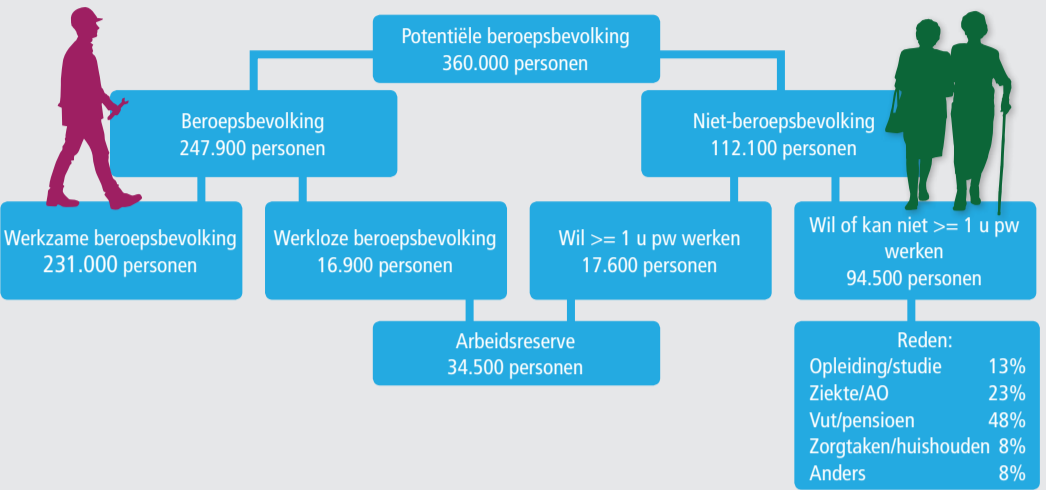 Potentiële beroepsbevolking
360.000 personen
Beroepsbevolking
247.900 personen
Niet-beroepsbevolking
112.100 personen
Werkzame beroepsbevolking
231.000 personen
Werkloze beroepsbevolking
16.900 personen
Wil >= 1 u pw werken
17.600 personen
Wil of kan niet >= 1 u pw
werken
94.500 personen
Arbeidsreserve
34.500 personen
Reden:
Opleiding/studie 13%
Ziekte/AO 23%
Vut/pensioen 48%
Zorgtaken/huishouden 8%
Anders 8%